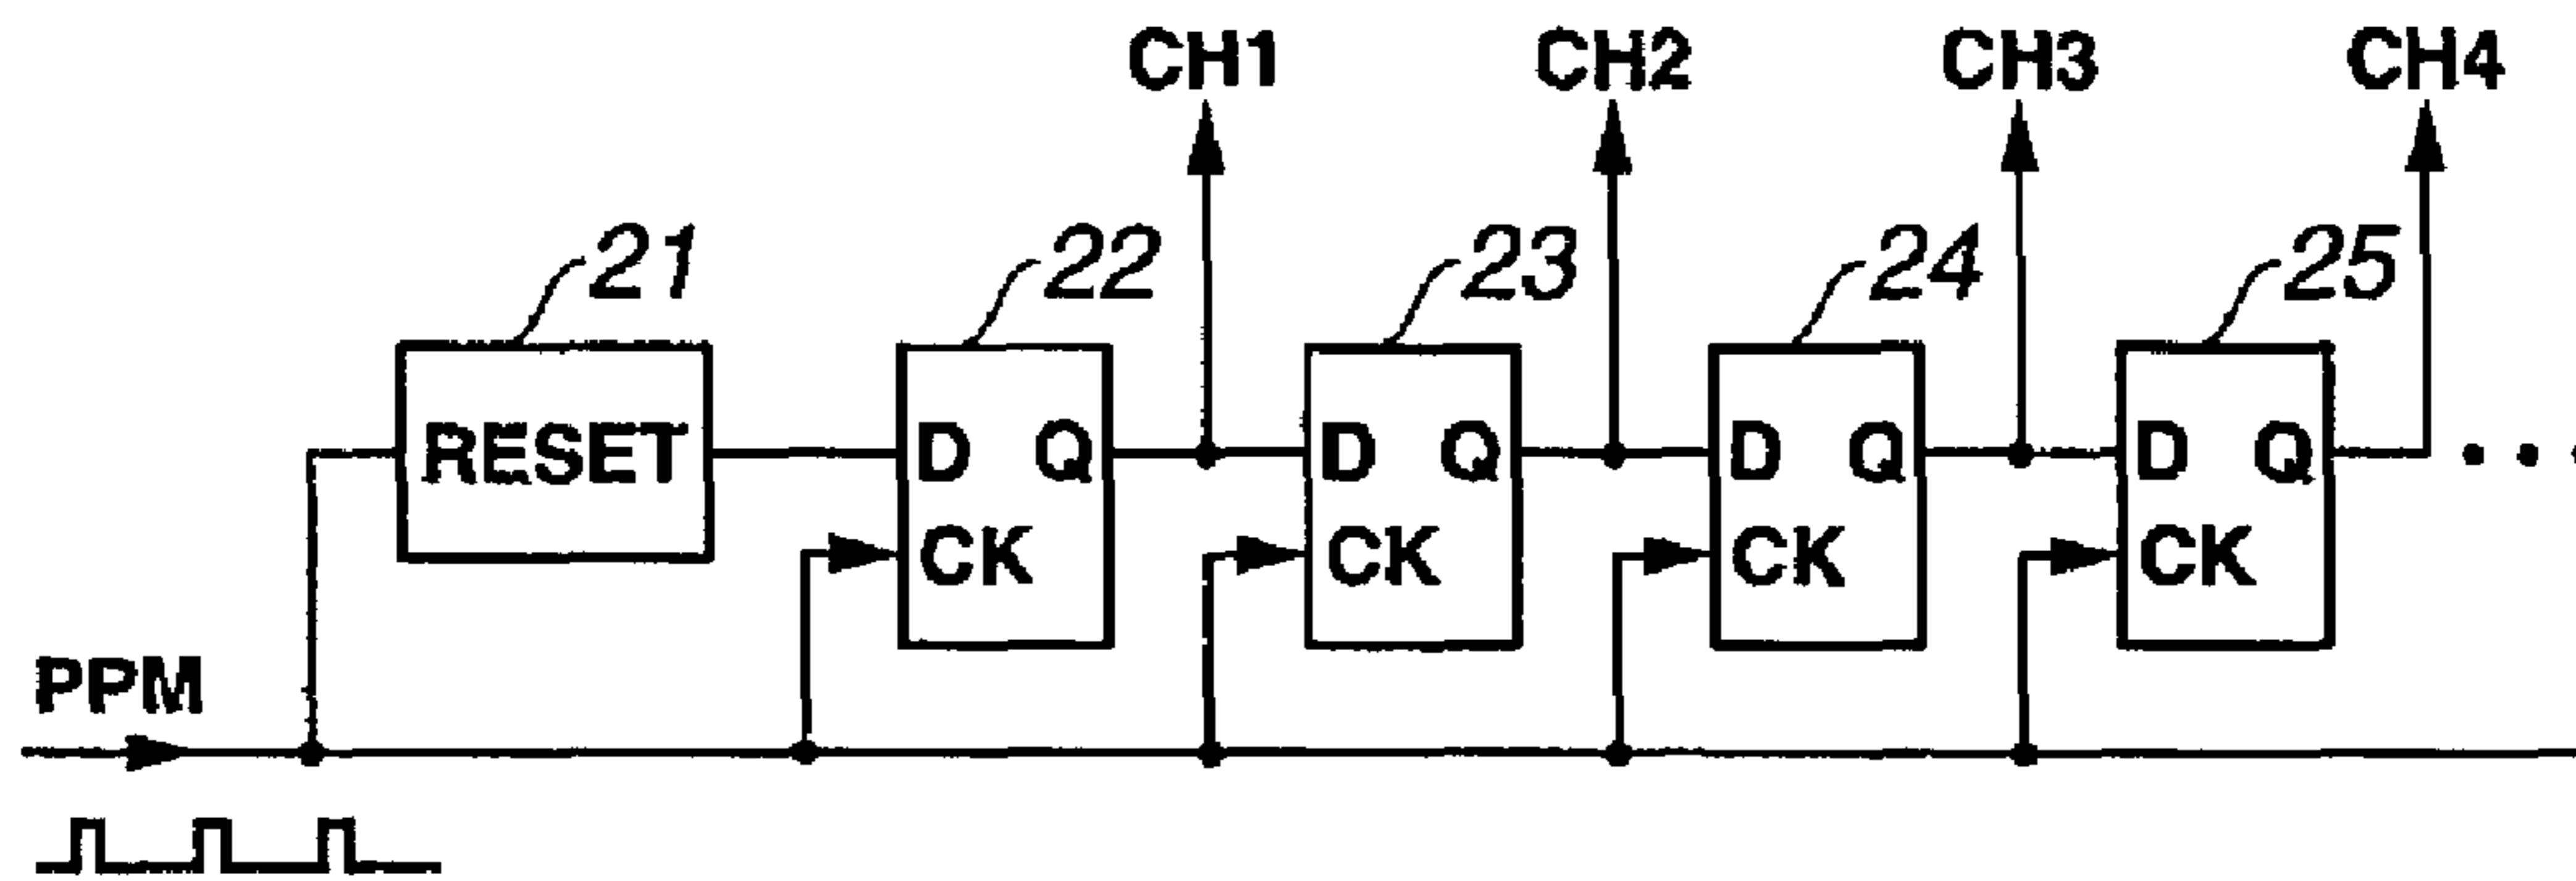 CH1 CH2 CH3 CH4
21 22 23 24 25
RESET D Q D Q D Q D Q
CK CK CK CK
PPM